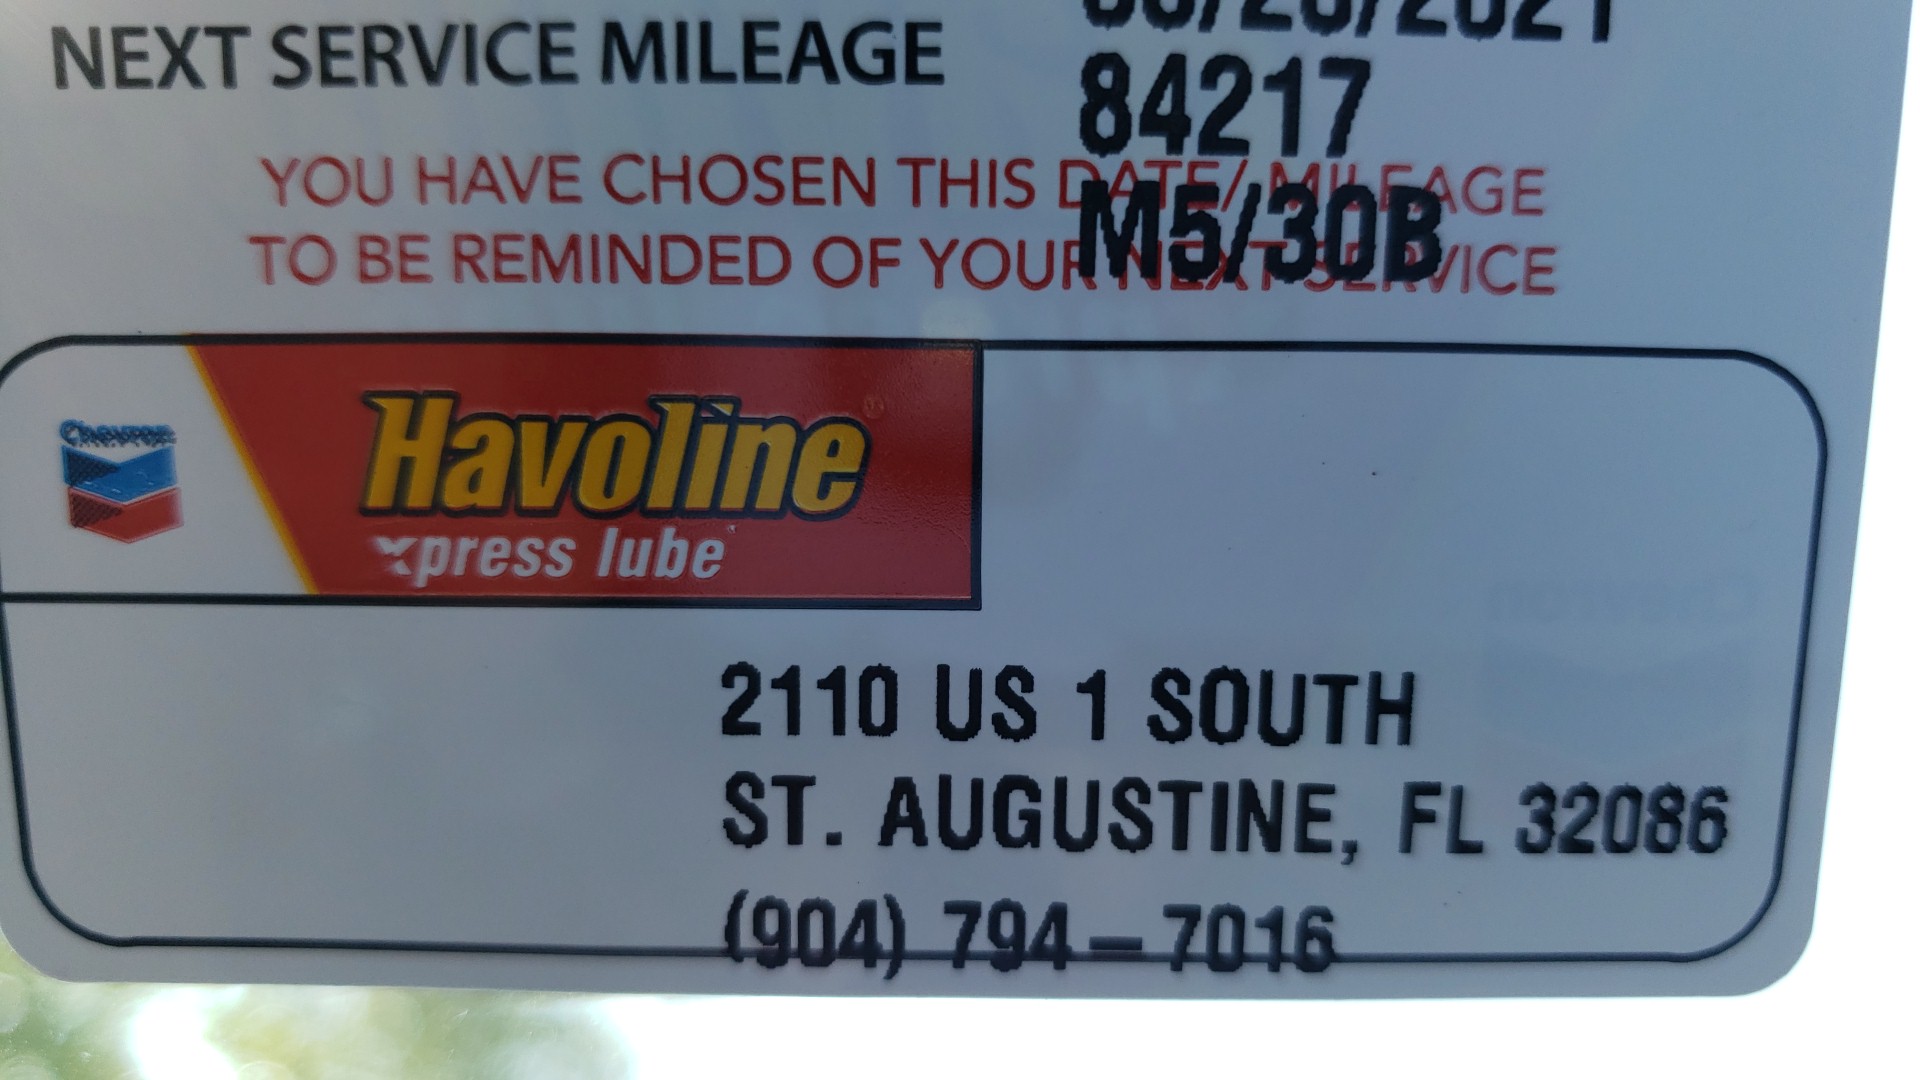 NEXT SERVICE MILEAGE
84217
YOU HAVE CHOSEN THIS DATE/ MILEAGE
M5/30B
TO BE REMINDED OF YOUR NEXT SERVICE
Chevron
Havoline
xpress lube
2110 US 1 SOUTH
ST. AUGUSTINE, FL 32086
(904) 794-7016